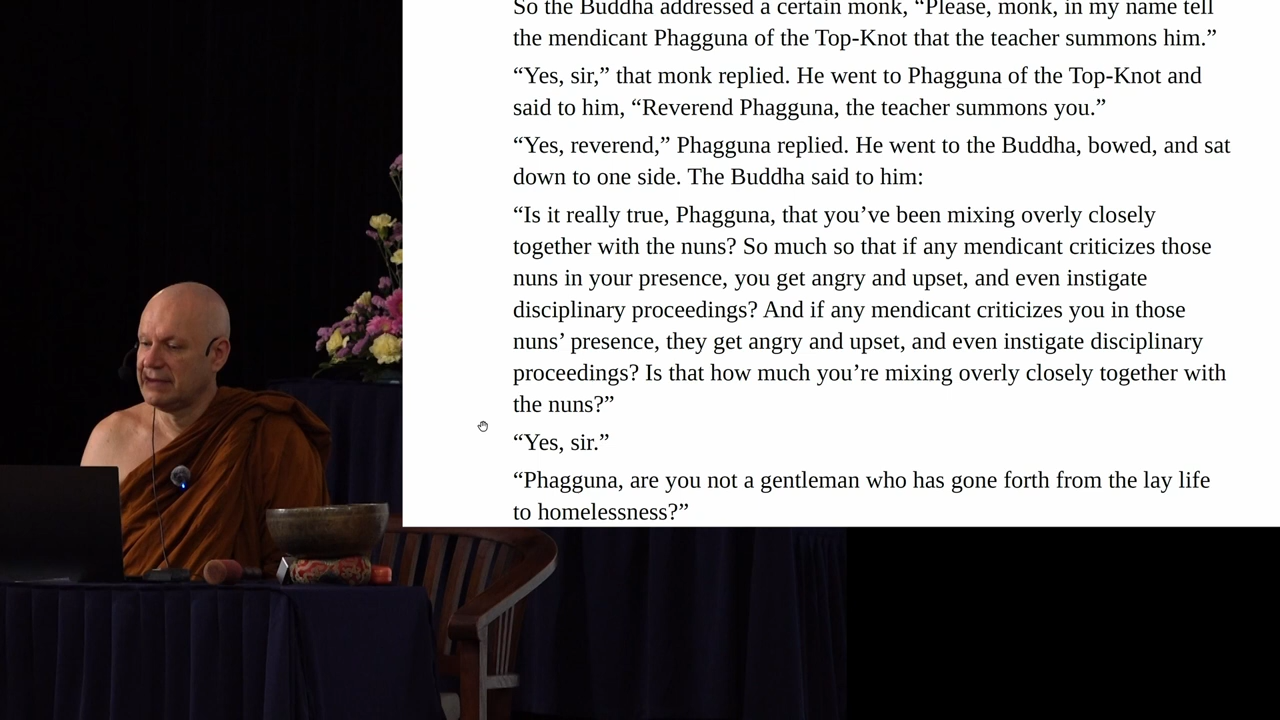 So the Buddha addressed a certain monk, “Please, monk, in my name tell
the mendicant Phagguna of the Top-Knot that the teacher summons him.”
“Yes, sir,” that monk replied. He went to Phagguna of the Top-Knot and
said to him, “Reverend Phagguna, the teacher summons you.”
“Yes, reverend,” Phagguna replied. He went to the Buddha, bowed, and sat
down to one side. The Buddha said to him:
“Is it really true, Phagguna, that you’ve been mixing overly closely
together with the nuns? So much so that if any mendicant criticizes those
nuns in your presence, you get angry and upset, and even instigate
disciplinary proceedings? And if any mendicant criticizes you in those
nuns’ presence, they get angry and upset, and even instigate disciplinary
proceedings? Is that how much you’re mixing overly closely together with
the nuns?”
“Yes, sir.”
“Phagguna, are you not a gentleman who has gone forth from the lay life
to homelessness?”